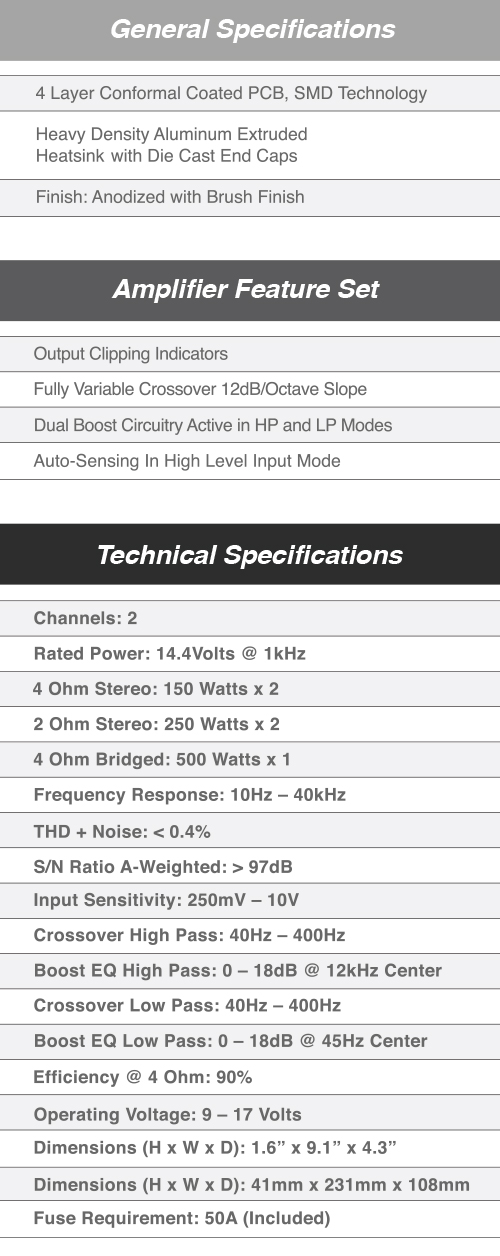 General Specifications
4 Layer Conformal Coated PCB, SMD Technology
Heavy Density Aluminum Extruded
Heatsink with Die Cast End Caps
Finish: Anodized with Brush Finish
Amplifier Feature Set
Output Clipping Indicators
Fully Variable Crossover 12dB/Octave Slope
Dual Boost Circuitry Active in HP and LP Modes
Auto-Sensing In High Level Input Mode
Technical Specifications
Channels: 2
Rated Power: 14.4Volts @ 1kHz
4 Ohm Stereo: 150 Watts x 2
2 Ohm Stereo: 250 Watts x 2
4 Ohm Bridged: 500 Watts x 1
Frequency Response: 10Hz – 40kHz
THD + Noise: < 0.4%
S/N Ratio A-Weighted: > 97dB
Input Sensitivity: 250mV – 10V
Crossover High Pass: 40Hz – 400Hz
Boost EQ High Pass: 0 – 18dB @ 12kHz Center
Crossover Low Pass: 40Hz – 400Hz
Boost EQ Low Pass: 0 – 18dB @ 45Hz Center
Efficiency @ 4 Ohm: 90%
Operating Voltage: 9 – 17 Volts
Dimensions (H x W x D): 1.6” x 9.1” x 4.3”
Dimensions (H x W x D): 41mm x 231mm x 108mm
Fuse Requirement: 50A (Included)